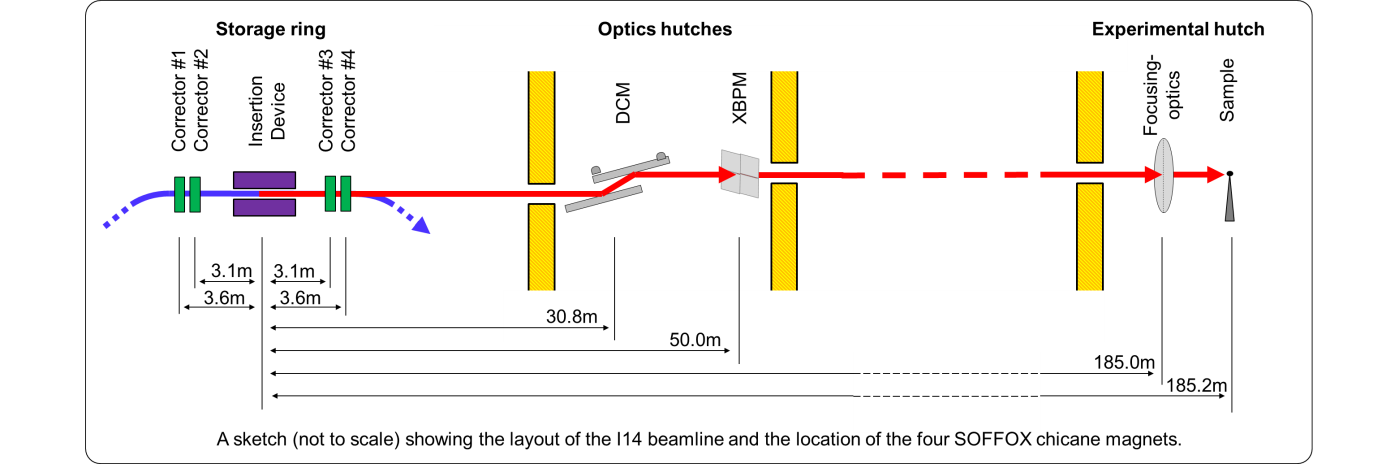 Storage ring
Optics hutches
Experimental hutch
Corrector #1
Corrector #2
Insertion
Device
Corrector #3
Corrector #4
DCM
XBPM
Focusing-
optics
Sample
3.1m
3.1m
3.6m
3.6m
30.8m
50.0m
185.0m
185.2m
A sketch (not to scale) showing the layout of the I14 beamline and the location of the four SOFFOX chicane magnets.